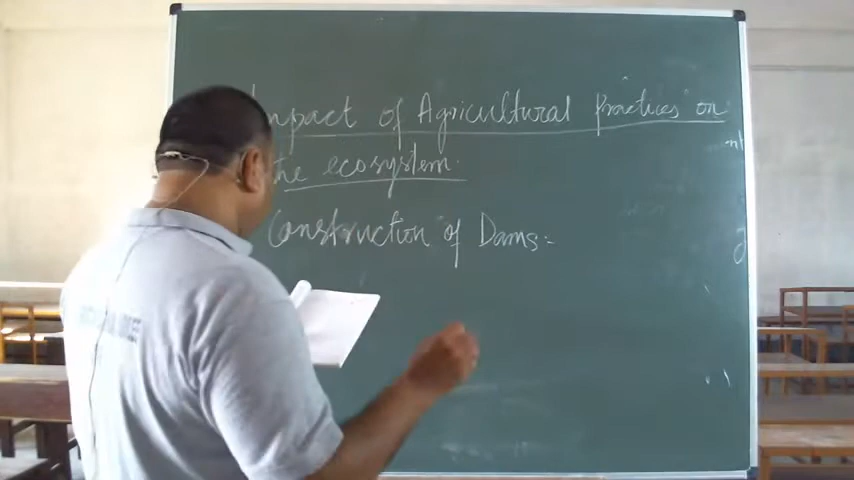 Impact of Agricultural Practices on
the ecosystem.
Construction of Dams:-